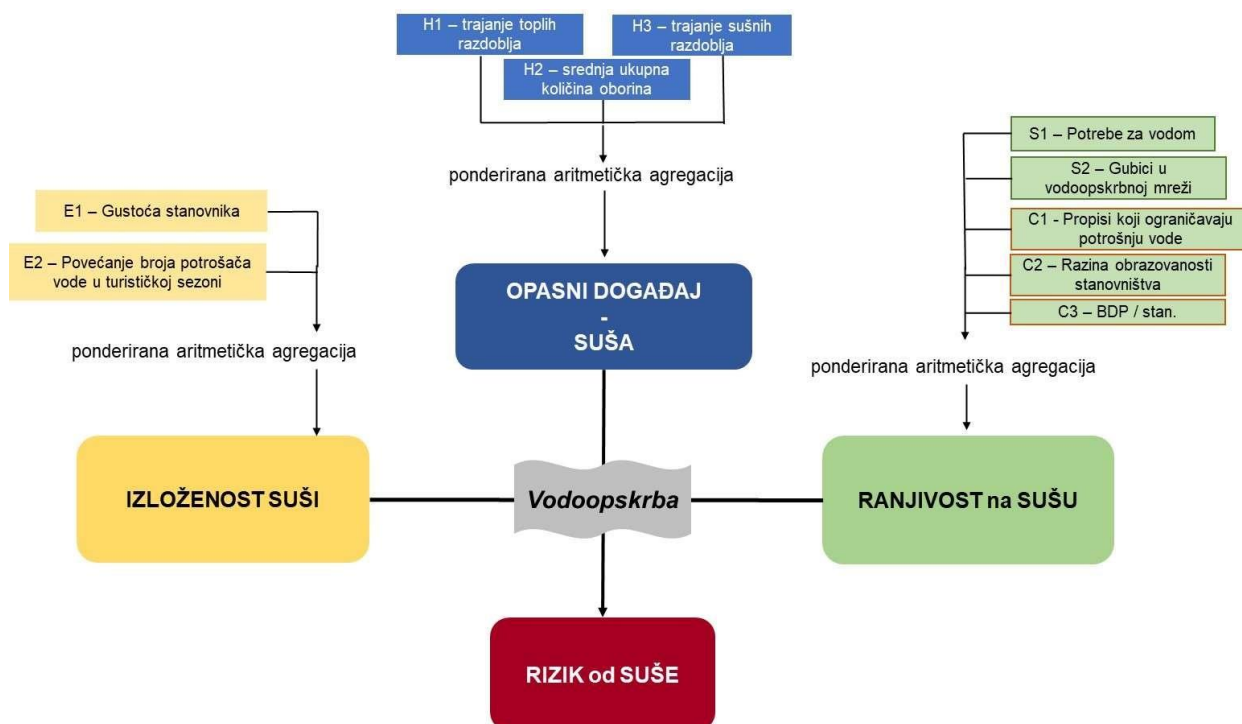 H1 – trajanje toplih
razdoblja
H3 – trajanje sušnih
razdoblja
H2 – srednja ukupna
količina oborina
ponderirana aritmetička agregacija
E1 – Gustoća stanovnika
E2 – Povećanje broja potrošača
vode u turističkoj sezoni
ponderirana aritmetička agregacija
S1 – Potrebe za vodom
S2 – Gubici u
vodoopskrbnoj mreži
C1 - Propisi koji ograničavaju
potrošnju vode
C2 – Razina obrazovanosti
stanovništva
C3 – BDP / stan.
ponderirana aritmetička agregacija
OPASNI DOGAĐAJ
-
SUŠA
IZLOŽENOST SUŠI
Vodoopskrba
RANJIVOST na SUŠU
RIZIK od SUŠE